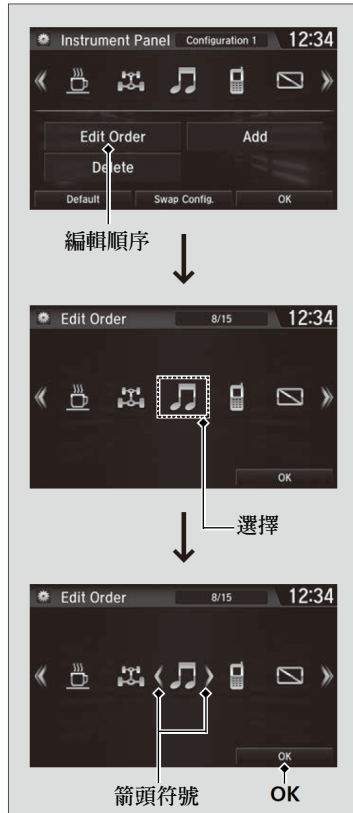 Instrument Panel Configuration 1 12:34
Edit Order Add
Delete
Default Swap Config. OK
編輯順序
Edit Order 8/15 12:34
OK
選擇
Edit Order 8/15 12:34
OK
箭頭符號 OK